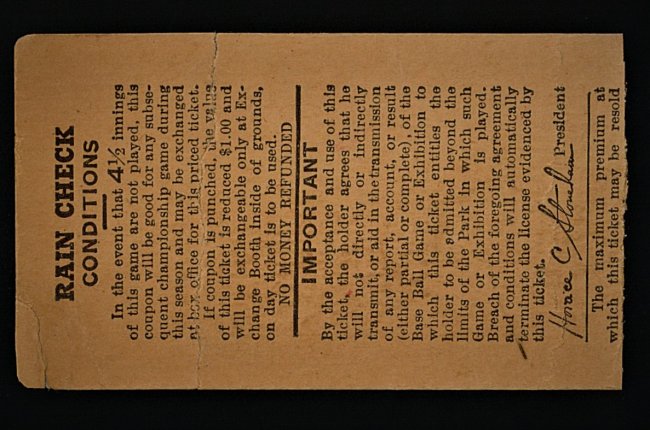 RAIN CHECK
CONDITIONS
In the event that 4½ innings
of this game are not played, this
coupon will be good for any subse-
quent championship game during
this season and may be exchanged
at box office for this priced ticket.
If coupon is punched, the value
of this ticket is reduced $1.00 and
will be exchangeable only at Ex-
change Booth inside of grounds,
on day ticket is to be used.
NO MONEY REFUNDED
IMPORTANT
By the acceptance and use of this
ticket, the holder agrees that he
will not directly or indirectly
transmit, or aid in the transmission
of any report, account, or result
(either partial or complete) of the
Base Ball Game or Exhibition to
which this ticket entitles the
holder to be admitted beyond the
limits of the Park in which such
Game or Exhibition is played.
Breach of the foregoing agreement
and conditions will automatically
terminate the license evidenced by
this ticket.
Horace C Stoneham President
The maximum premium at
which this ticket may be resold